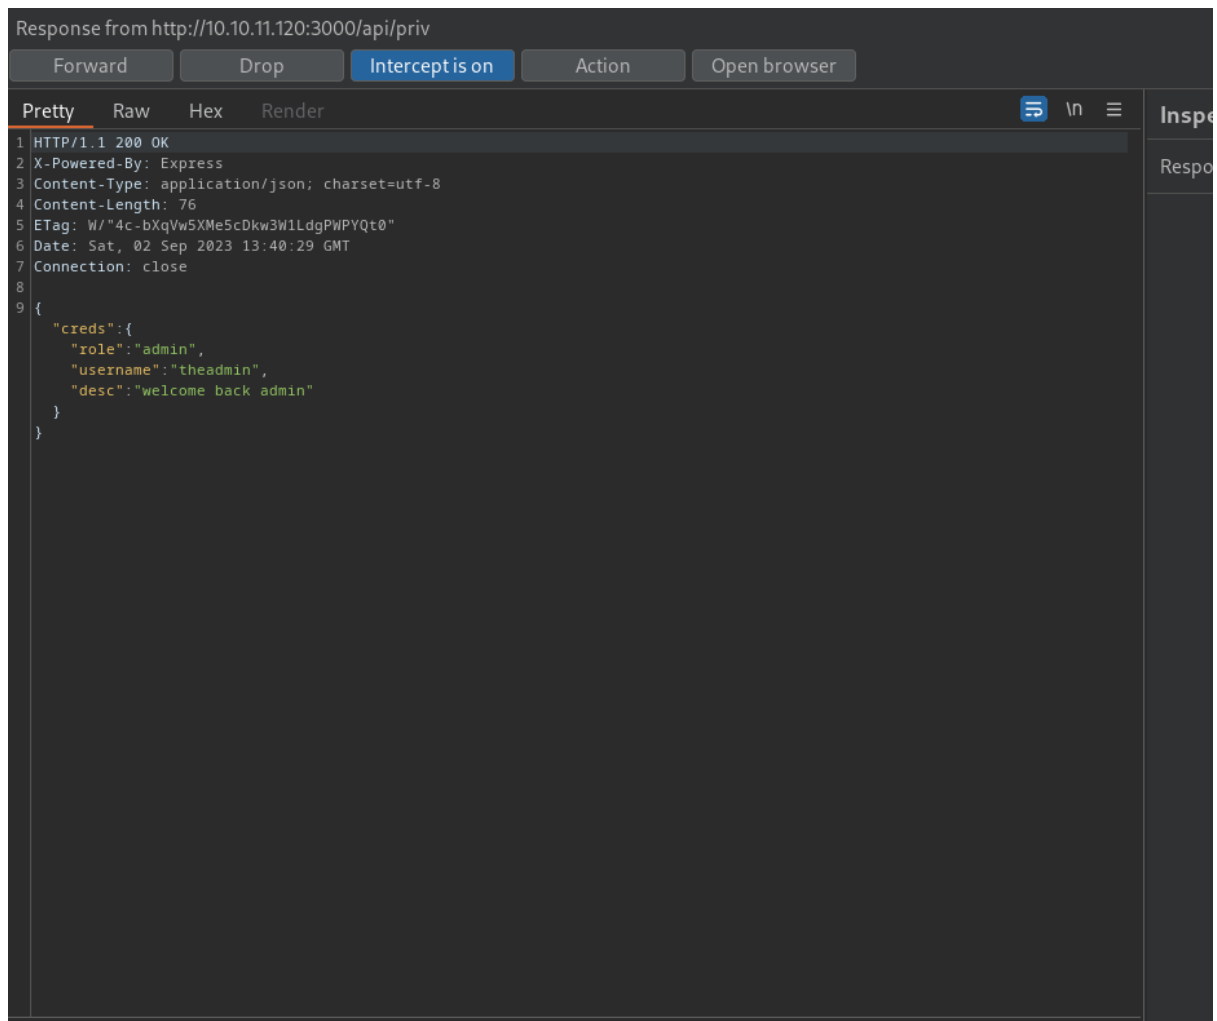 Response from http://10.10.11.120:3000/api/priv
Forward Drop Intercept is on Action Open browser
Pretty Raw Hex Render \n ☰
Inspe
1 HTTP/1.1 200 OK
2 X-Powered-By: Express
Respo
3 Content-Type: application/json; charset=utf-8
4 Content-Length: 76
5 ETag: W/"4c-bXqVw5XMe5cDkw3W1LdgPWPYQt0"
6 Date: Sat, 02 Sep 2023 13:40:29 GMT
7 Connection: close
8
9 {
"creds":{
"role":"admin",
"username":"theadmin",
"desc":"welcome back admin"
}
}